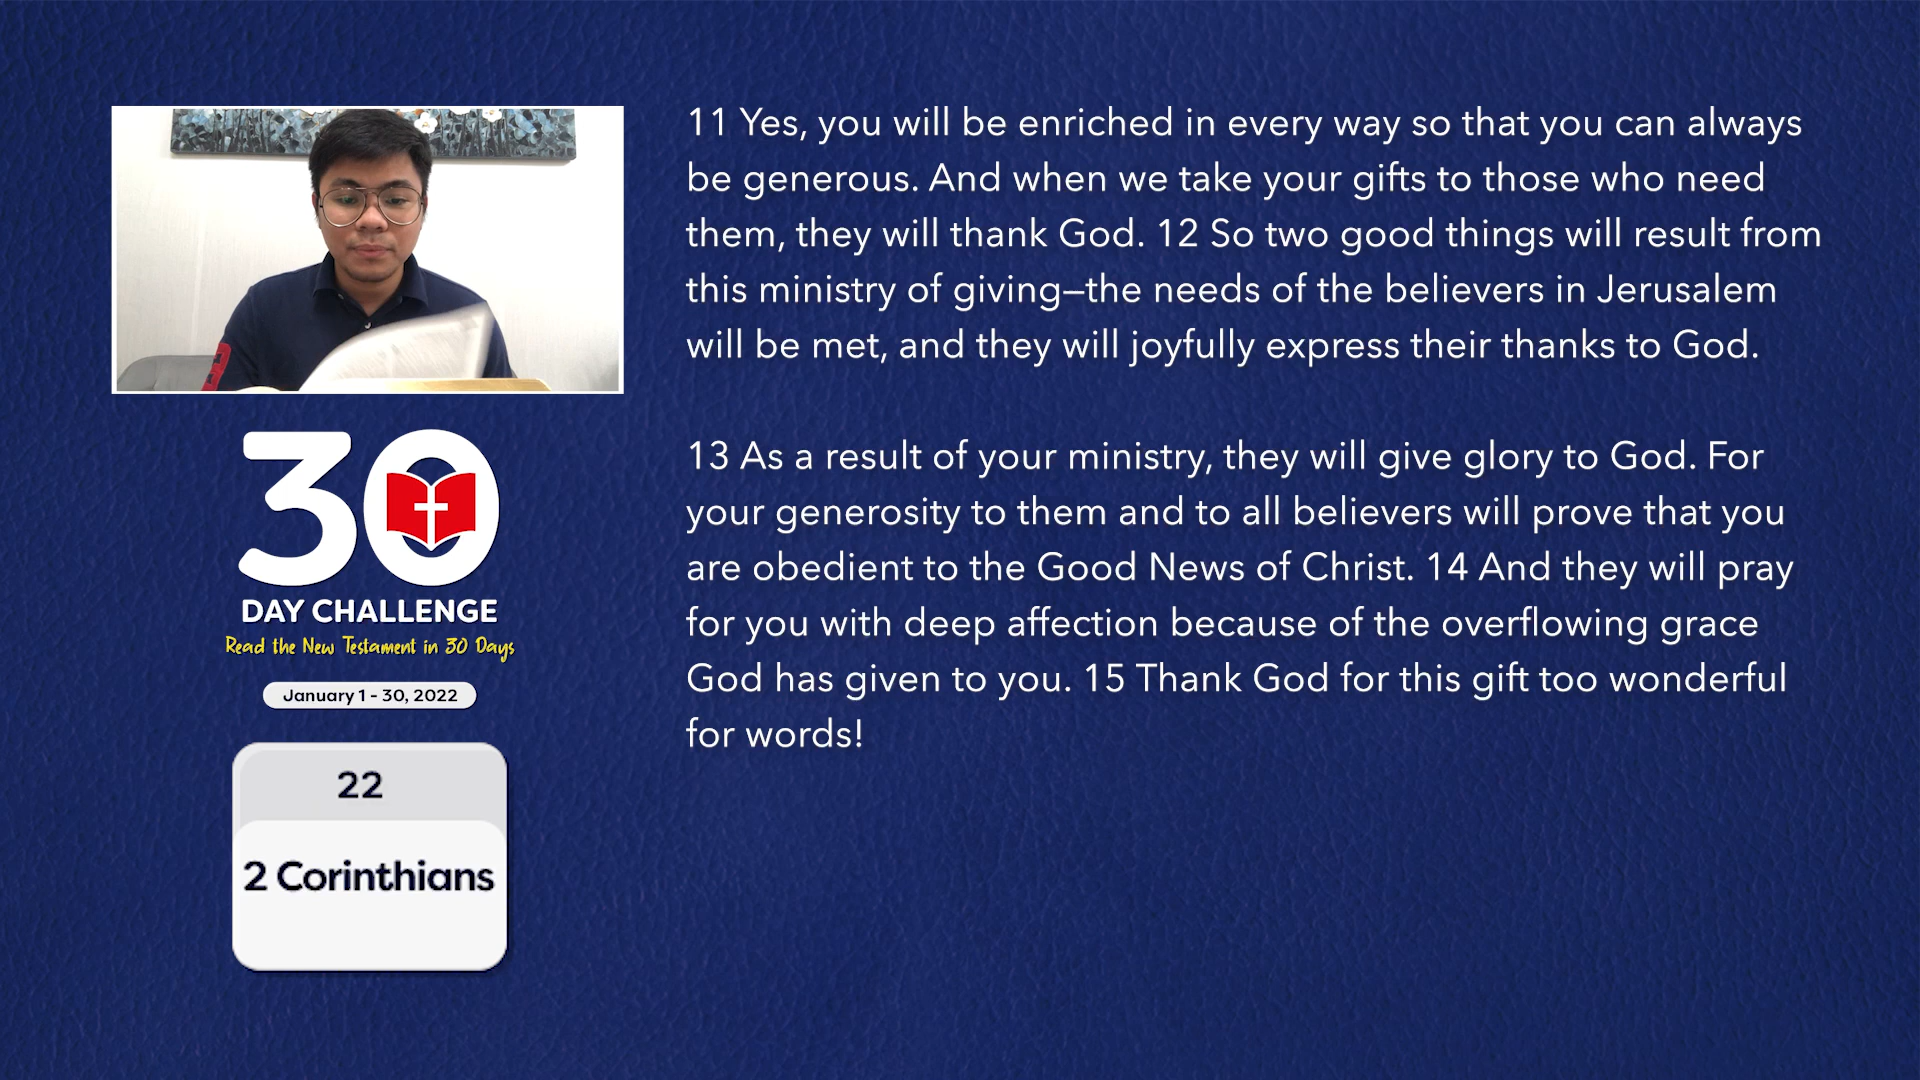 11 Yes, you will be enriched in every way so that you can always
be generous. And when we take your gifts to those who need
them, they will thank God. 12 So two good things will result from
this ministry of giving—the needs of the believers in Jerusalem
will be met, and they will joyfully express their thanks to God.
13 As a result of your ministry, they will give glory to God. For
your generosity to them and to all believers will prove that you
are obedient to the Good News of Christ. 14 And they will pray
for you with deep affection because of the overflowing grace
God has given to you. 15 Thank God for this gift too wonderful
for words!
30
DAY CHALLENGE
Read the New Testament in 30 Days
January 1 - 30, 2022
22
2 Corinthians